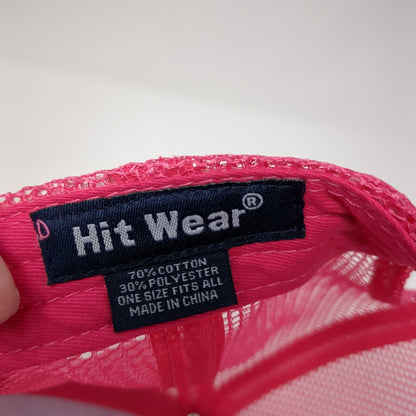 Hit Wear®
70% COTTON
30% POLYESTER
ONE SIZE FITS ALL
MADE IN CHINA